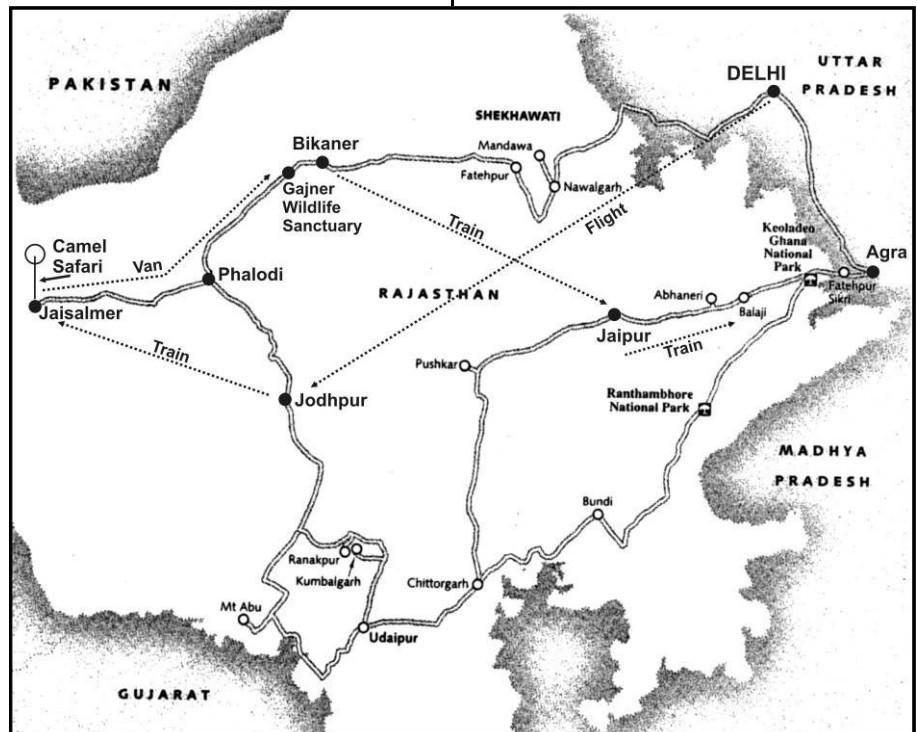 PAKISTAN
UTTAR
PRADESH
DELHI
SHEKHAWATI
Mandawa
Fatehpur
Nawalgarh
Bikaner
Gajner
Wildlife
Sanctuary
Train
Flight
Keoladeo
Ghana
National
Park
Agra
Fatehpur
Sikri
Camel
Safari
Van
Phalodi
Jaisalmer
RAJASTHAN
Abhaneri
Balaji
Jaipur
Train
Train
Pushkar
Jodhpur
Ranthambhore
National Park
MADHYA
PRADESH
Bundi
Ranakpur
Kumbalgarh
Chittorgarh
Mt Abu
Udaipur
GUJARAT